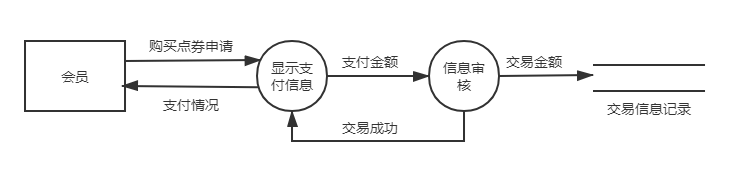 购买点券申请
会员
支付情况
显示支
付信息
支付金额
信息审
核
交易金额
交易信息记录
交易成功